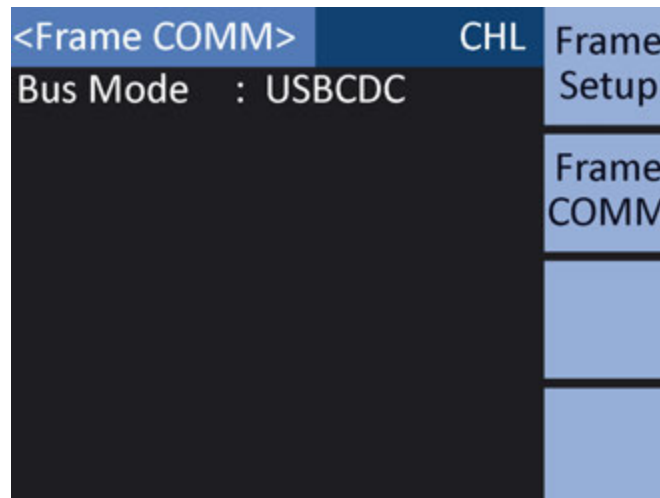 <Frame COMM>
CHL
Bus Mode : USBCDC
Frame
Setup
Frame
COMM